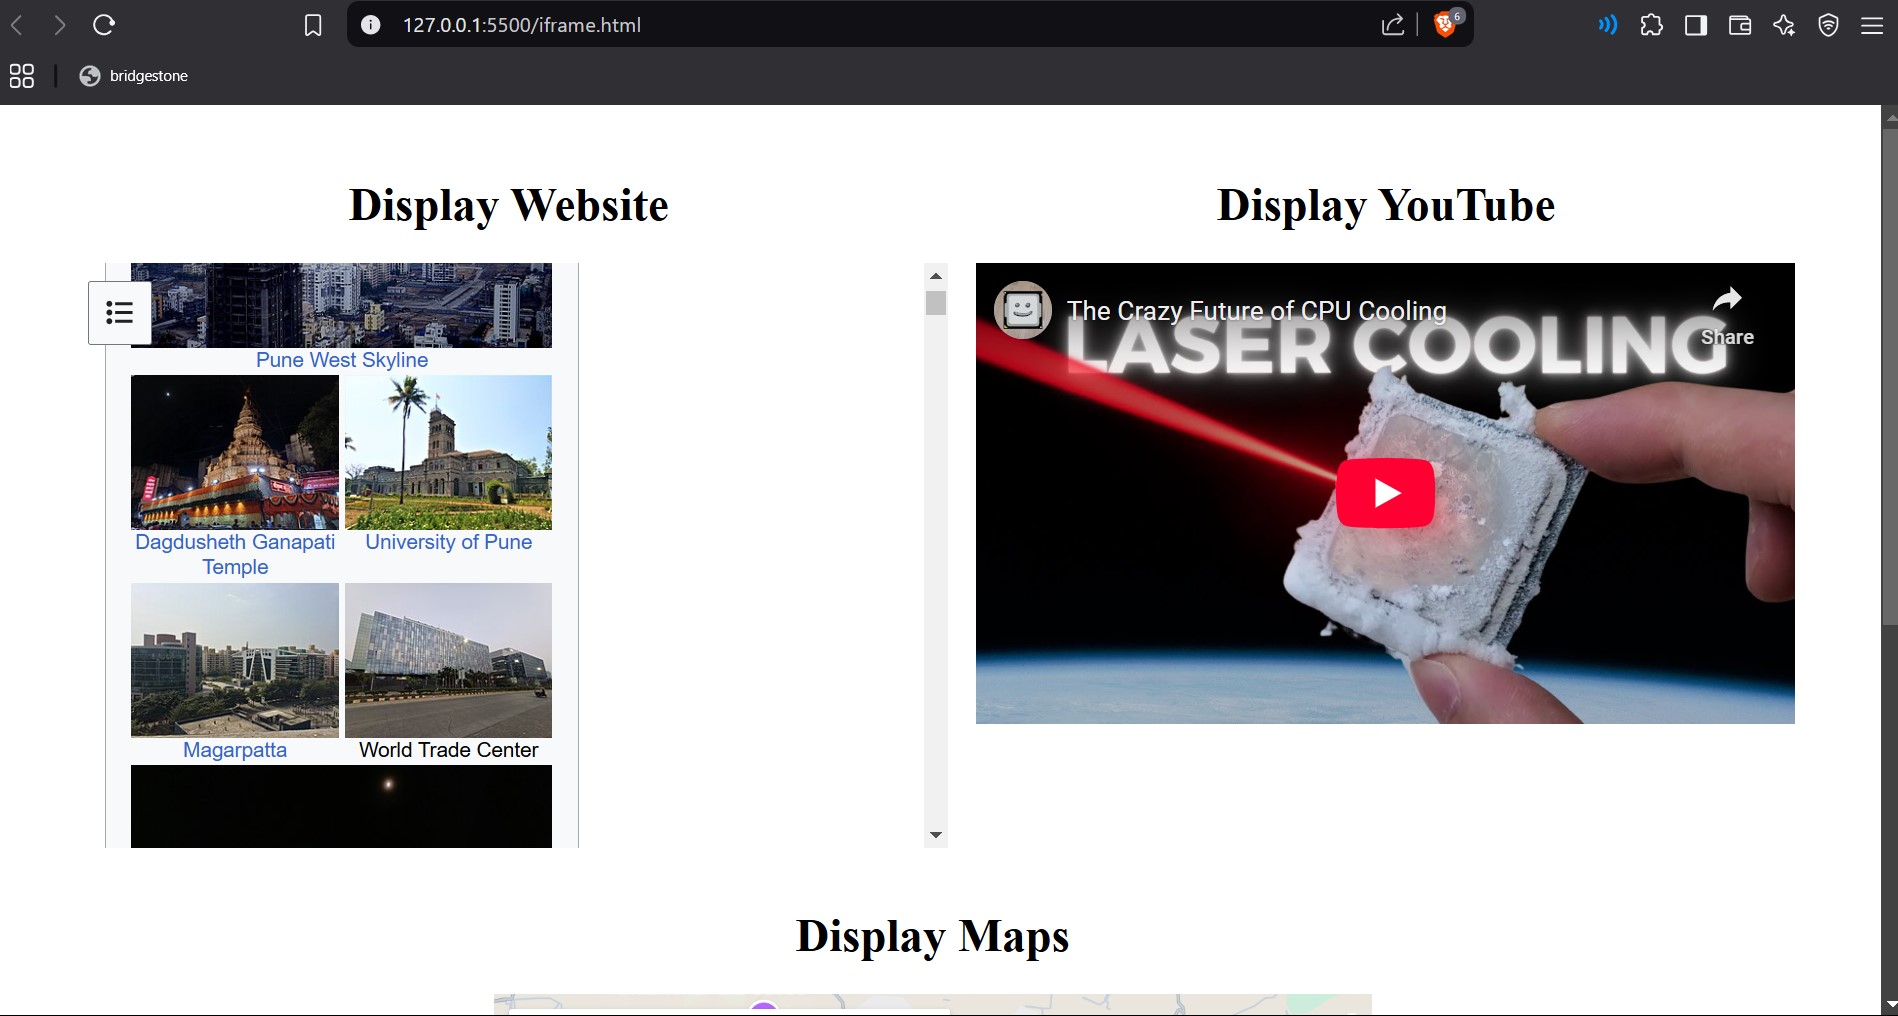 127.0.0.1:5500/iframe.html
6
bridgestone
Display Website
Display YouTube
Pune West Skyline
Dagdusheth Ganapati
Temple
University of Pune
Magarpatta
World Trade Center
The Crazy Future of CPU Cooling
Share
LASER COOLING
Display Maps